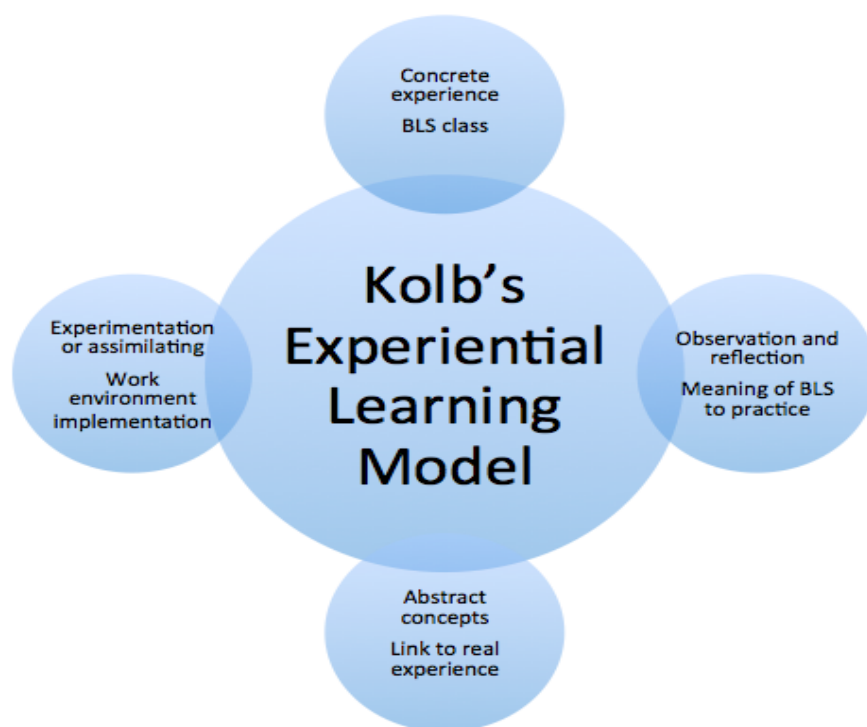 Concrete
experience
BLS class
Kolb’s
Experiential
Learning
Model
Experimentation
or assimilating
Work
environment
implementation
Observation and
reflection
Meaning of BLS
to practice
Abstract
concepts
Link to real
experience